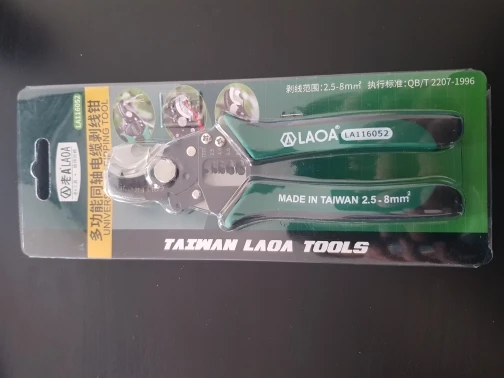 剥线范围:2.5-8m㎡ 执行标准:QB/T 2207-1996
LA116052
老A LAOA
多功能同轴电缆剥线钳
LAOA LA116052
MADE IN TAIWAN 2.5-8mm²
TAIWAN LAOA TOOLS